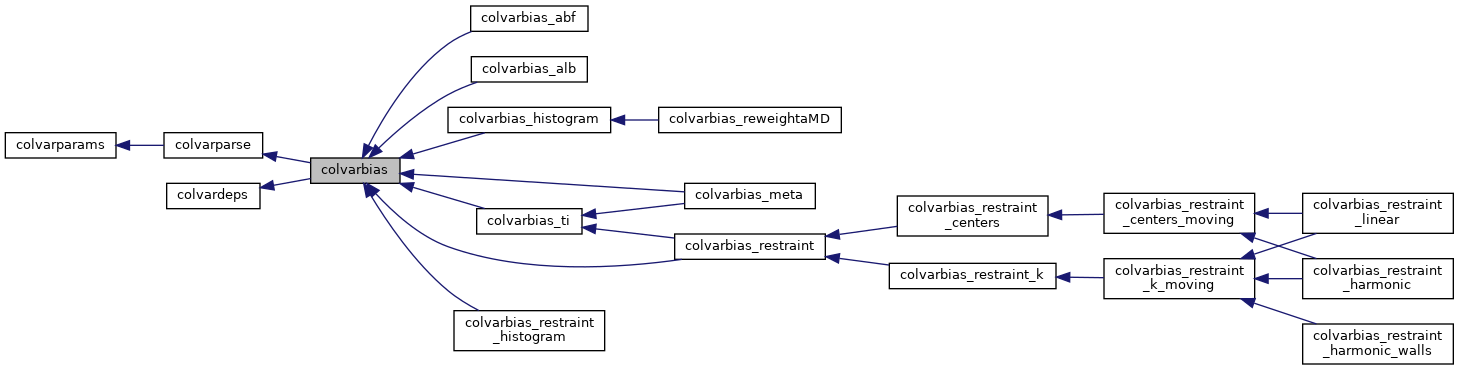 colvarbias_abf
colvarbias_alb
colvarbias_histogram
colvarbias_reweightaMD
colvarparams
colvarparse
colvarbias
colvardeps
colvarbias_meta
colvarbias_ti
colvarbias_restraint
colvarbias_restraint
_centers
colvarbias_restraint
_centers_moving
colvarbias_restraint
_linear
colvarbias_restraint_k
colvarbias_restraint
_k_moving
colvarbias_restraint
_harmonic
colvarbias_restraint
_histogram
colvarbias_restraint
_harmonic_walls